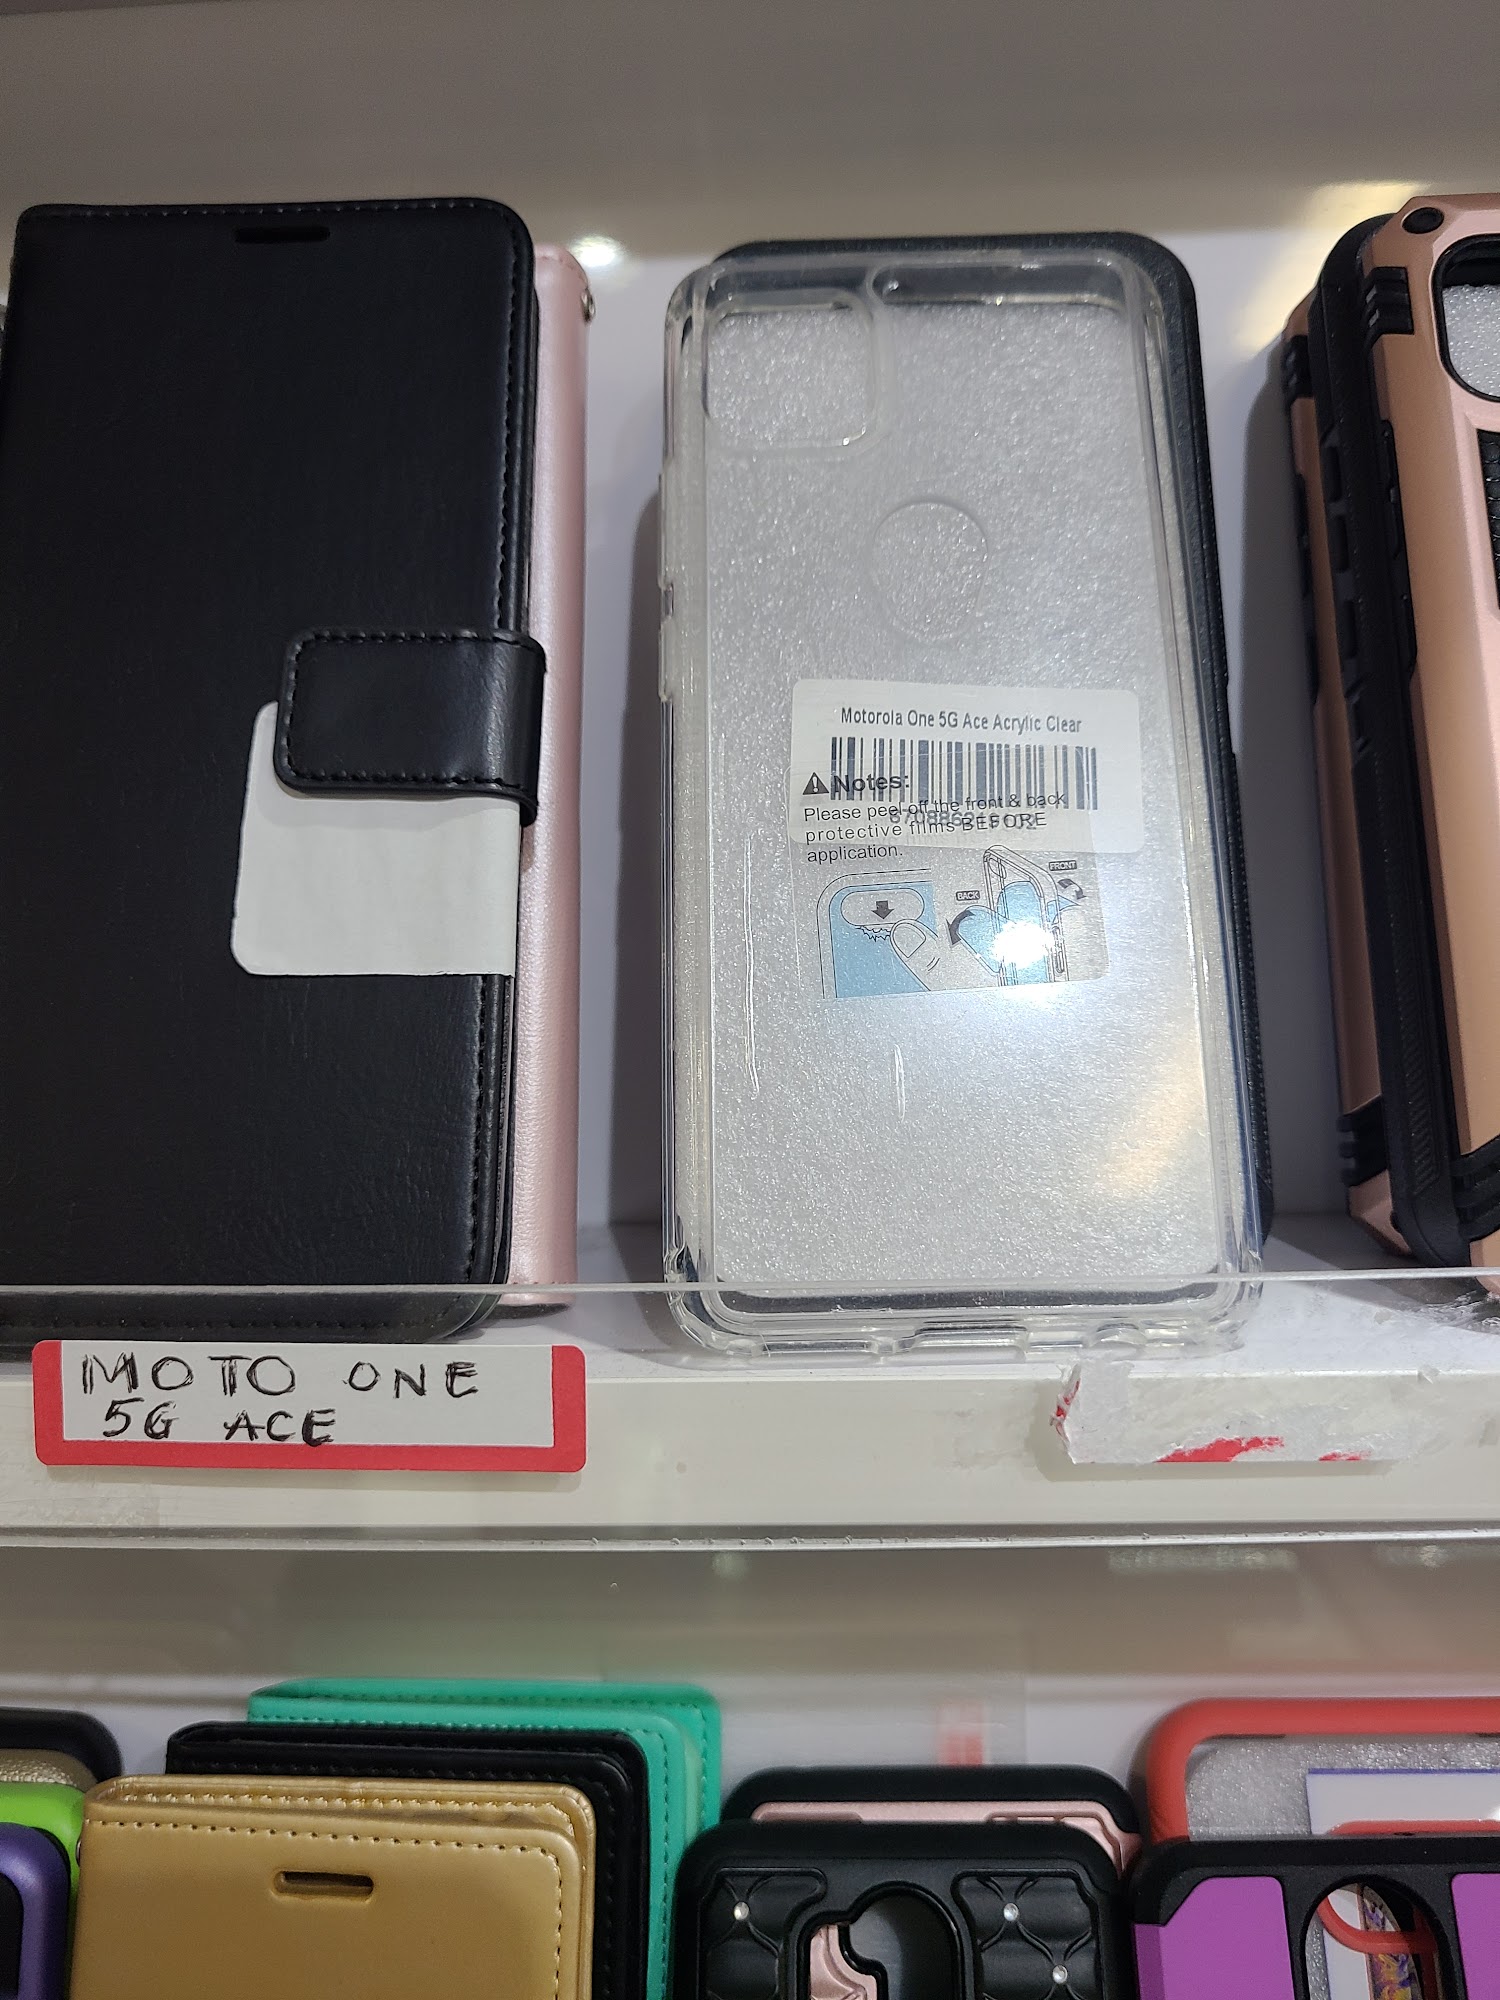 Motorola One 5G Ace Acrylic Clear
Notes:
Please peel off the front & back
protective films BEFORE
application.
FRONT
BACK
MOTO ONE
5G ACE